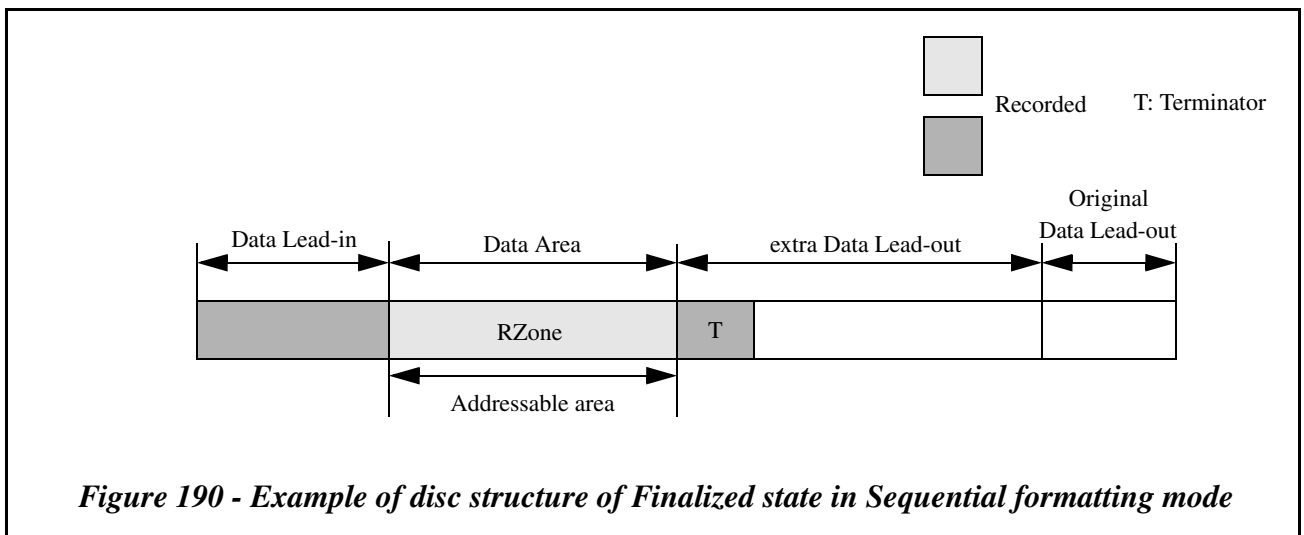 Recorded
T: Terminator
Original
Data Lead-out
Data Lead-in
Data Area
extra Data Lead-out
RZone
T
Addressable area
Figure 190 - Example of disc structure of Finalized state in Sequential formatting mode